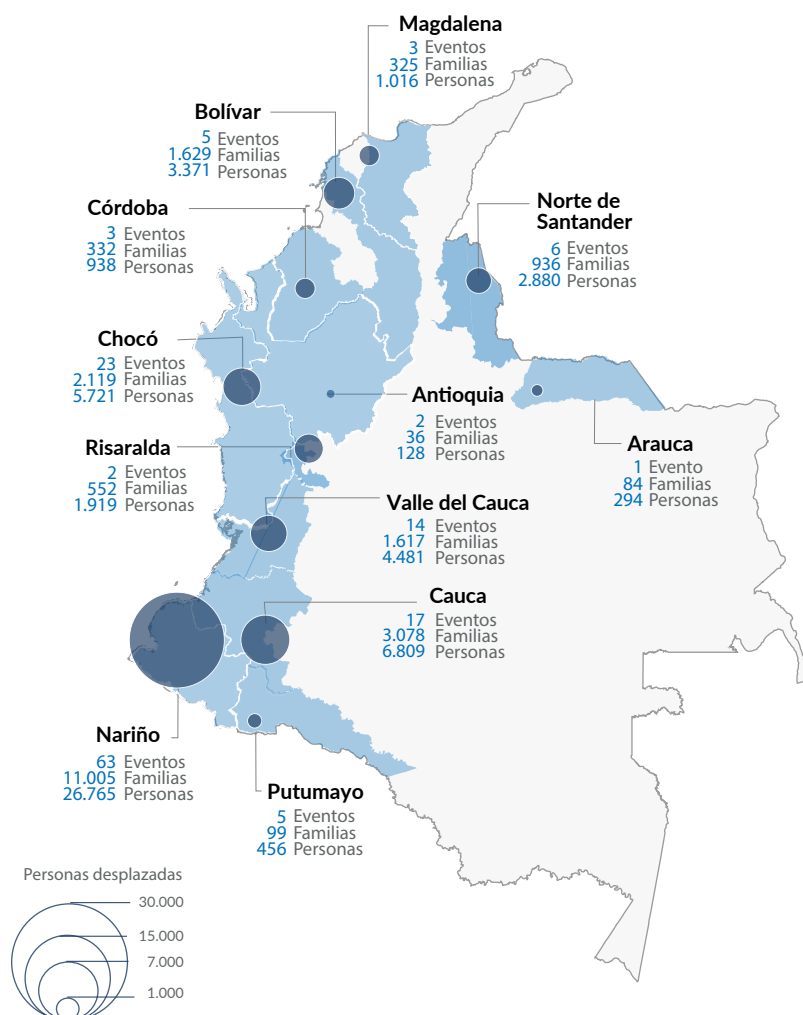 Magdalena
3 Eventos
325 Familias
1.016 Personas
Bolívar
5 Eventos
1.629 Familias
3.371 Personas
Córdoba
3 Eventos
332 Familias
938 Personas
Norte de
Santander
6 Eventos
936 Familias
2.880 Personas
Chocó
23 Eventos
2.119 Familias
5.721 Personas
Antioquia
2 Eventos
36 Familias
128 Personas
Arauca
1 Evento
84 Familias
294 Personas
Risaralda
2 Eventos
552 Familias
1.919 Personas
Valle del Cauca
14 Eventos
1.617 Familias
4.481 Personas
Cauca
17 Eventos
3.078 Familias
6.809 Personas
Nariño
63 Eventos
11.005 Familias
26.765 Personas
Putumayo
5 Eventos
99 Familias
456 Personas
Personas desplazadas
30.000
15.000
7.000
1.000